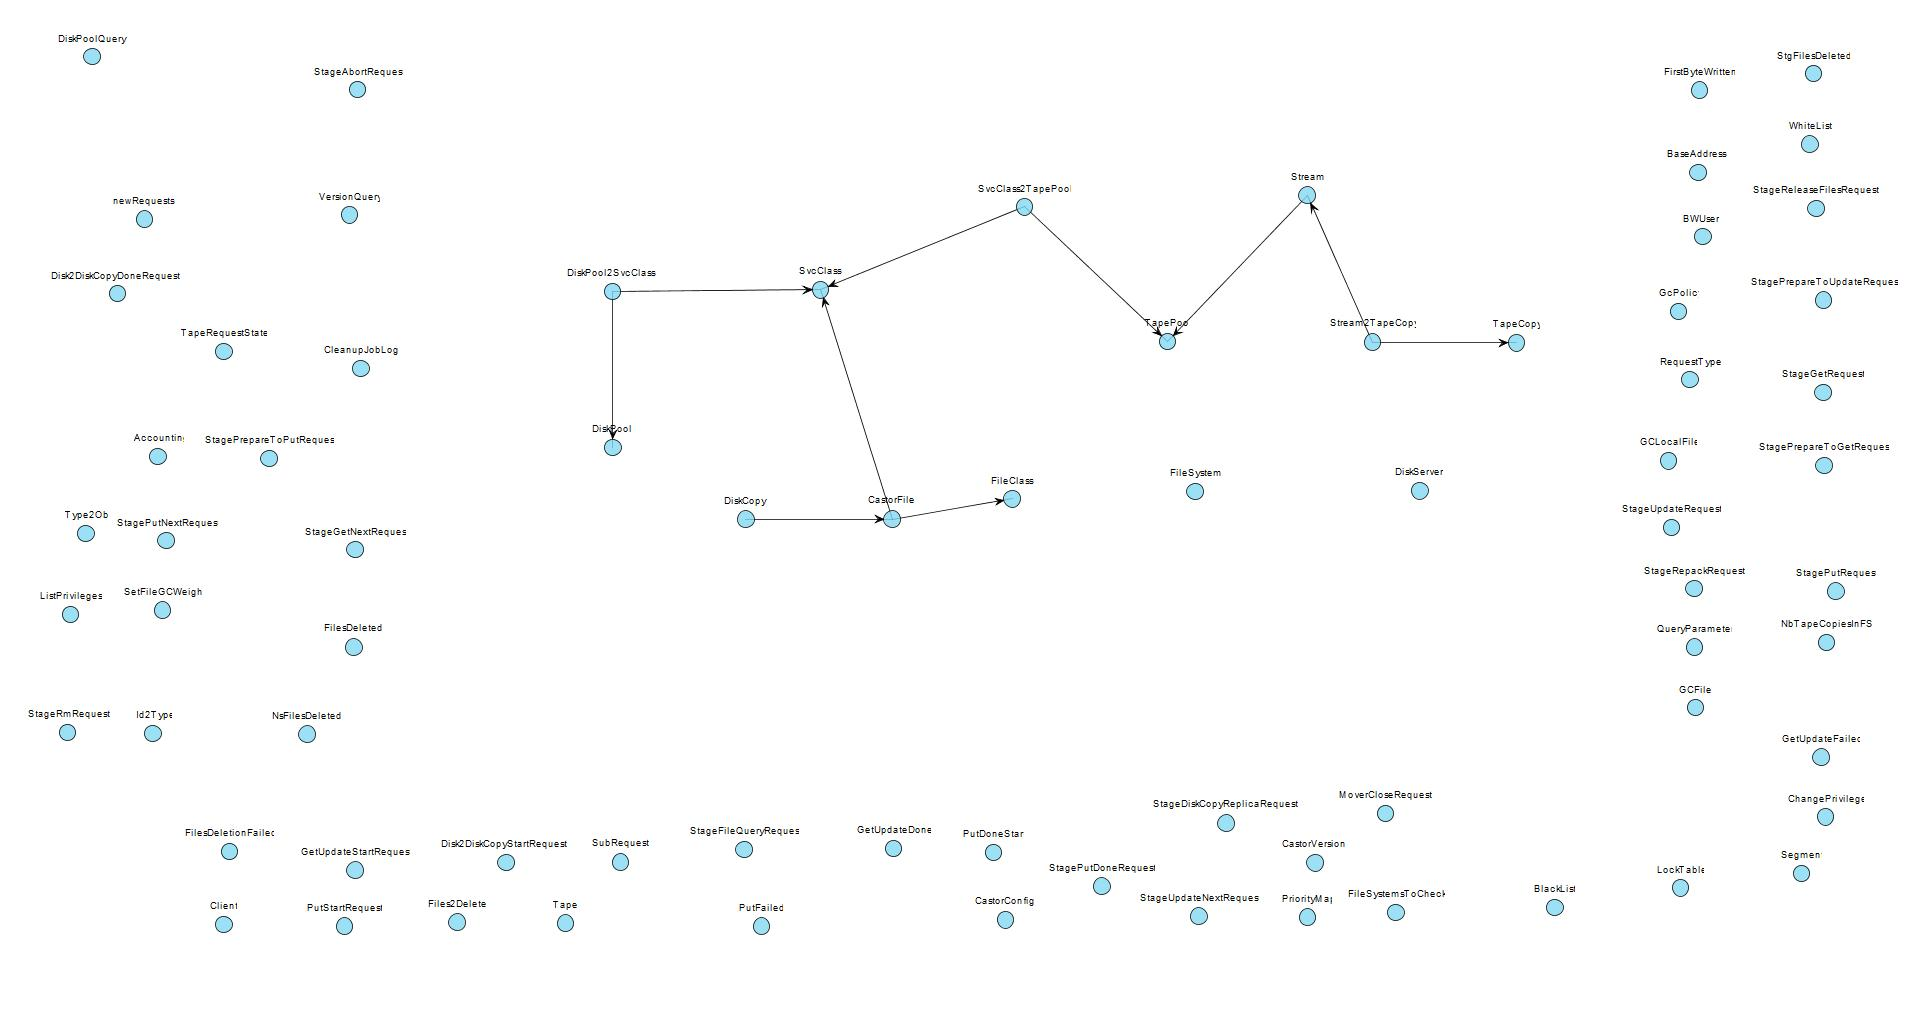 DiskPoolQuery
StageAbortReques
StgFilesDeleted
FirstByteWritten
WhiteList
BaseAddress
Stream
SvcClass2TapePool
StageReleaseFilesRequest
VersionQuery
newRequests
BWUser
DiskPool2SvcClass
SvcClass
Disk2DiskCopyDoneRequest
StagePrepareToUpdateReques
GcPolic
TapePoo
Stream2TapeCopy
TapeCopy
TapeRequestState
CleanupJobLog
RequestType
StageGetRequest
DiskPool
Accounting
StagePrepareToPutReques
GCLocalFile
StagePrepareToGetReques
FileSystem
DiskServer
FileClass
DiskCopy
CastorFile
StageUpdateRequest
Type2Ob
StagePutNextReques
StageGetNextReques
StageRepackRequest
StagePutReques
ListPrivileges
SetFileGCWeigh
FilesDeleted
QueryParameter
NbTapeCopiesInFS
GCFile
StageRmRequest
Id2Type
NsFilesDeleted
GetUpdateFailed
MoverCloseRequest
ChangePrivilege
StageDiskCopyReplicaRequest
FilesDeletionFailed
StageFileQueryReques
GetUpdateDone
PutDoneStar
Disk2DiskCopyStartRequest
SubRequest
CastorVersion
GetUpdateStartReques
Segmen
StagePutDoneRequest
LockTable
BlackList
FileSystemsToCheck
StageUpdateNextReques
PriorityMap
CastorConfig
Client
PutStartRequest
Files2Delete
Tape
PutFailed